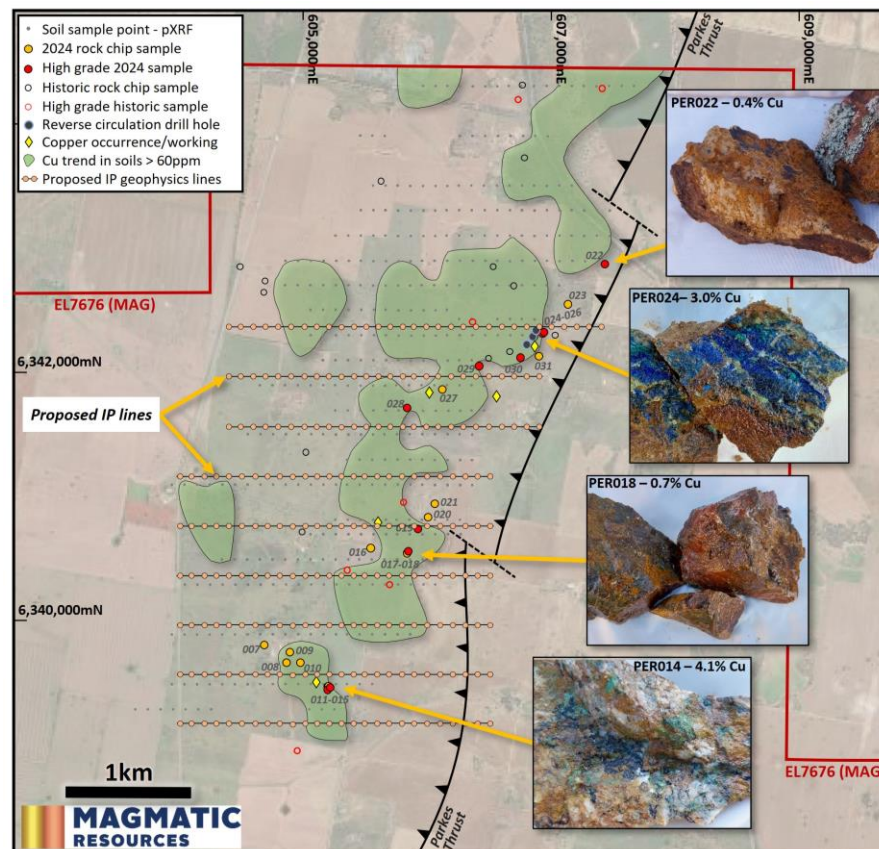 Soil sample point - pXRF
2024 rock chip sample
High grade 2024 sample
Historic rock chip sample
High grade historic sample
Reverse circulation drill hole
Copper occurrence/working
Cu trend in soils > 60ppm
Proposed IP geophysics lines
605,000mE
607,000mE
609,000mE
Parkes
Thrust
PER022 – 0.4% Cu
022
EL7676 (MAG)
023
024-026
PER024– 3.0% Cu
6,342,000mN
029
030
031
027
028
Proposed IP lines
PER018 – 0.7% Cu
021
020
016
017-018
6,340,000mN
PER014 – 4.1% Cu
007
009
008
010
011-015
EL7676 (MAG
1km
MAGMATIC
RESOURCES
Parkes
Thrust